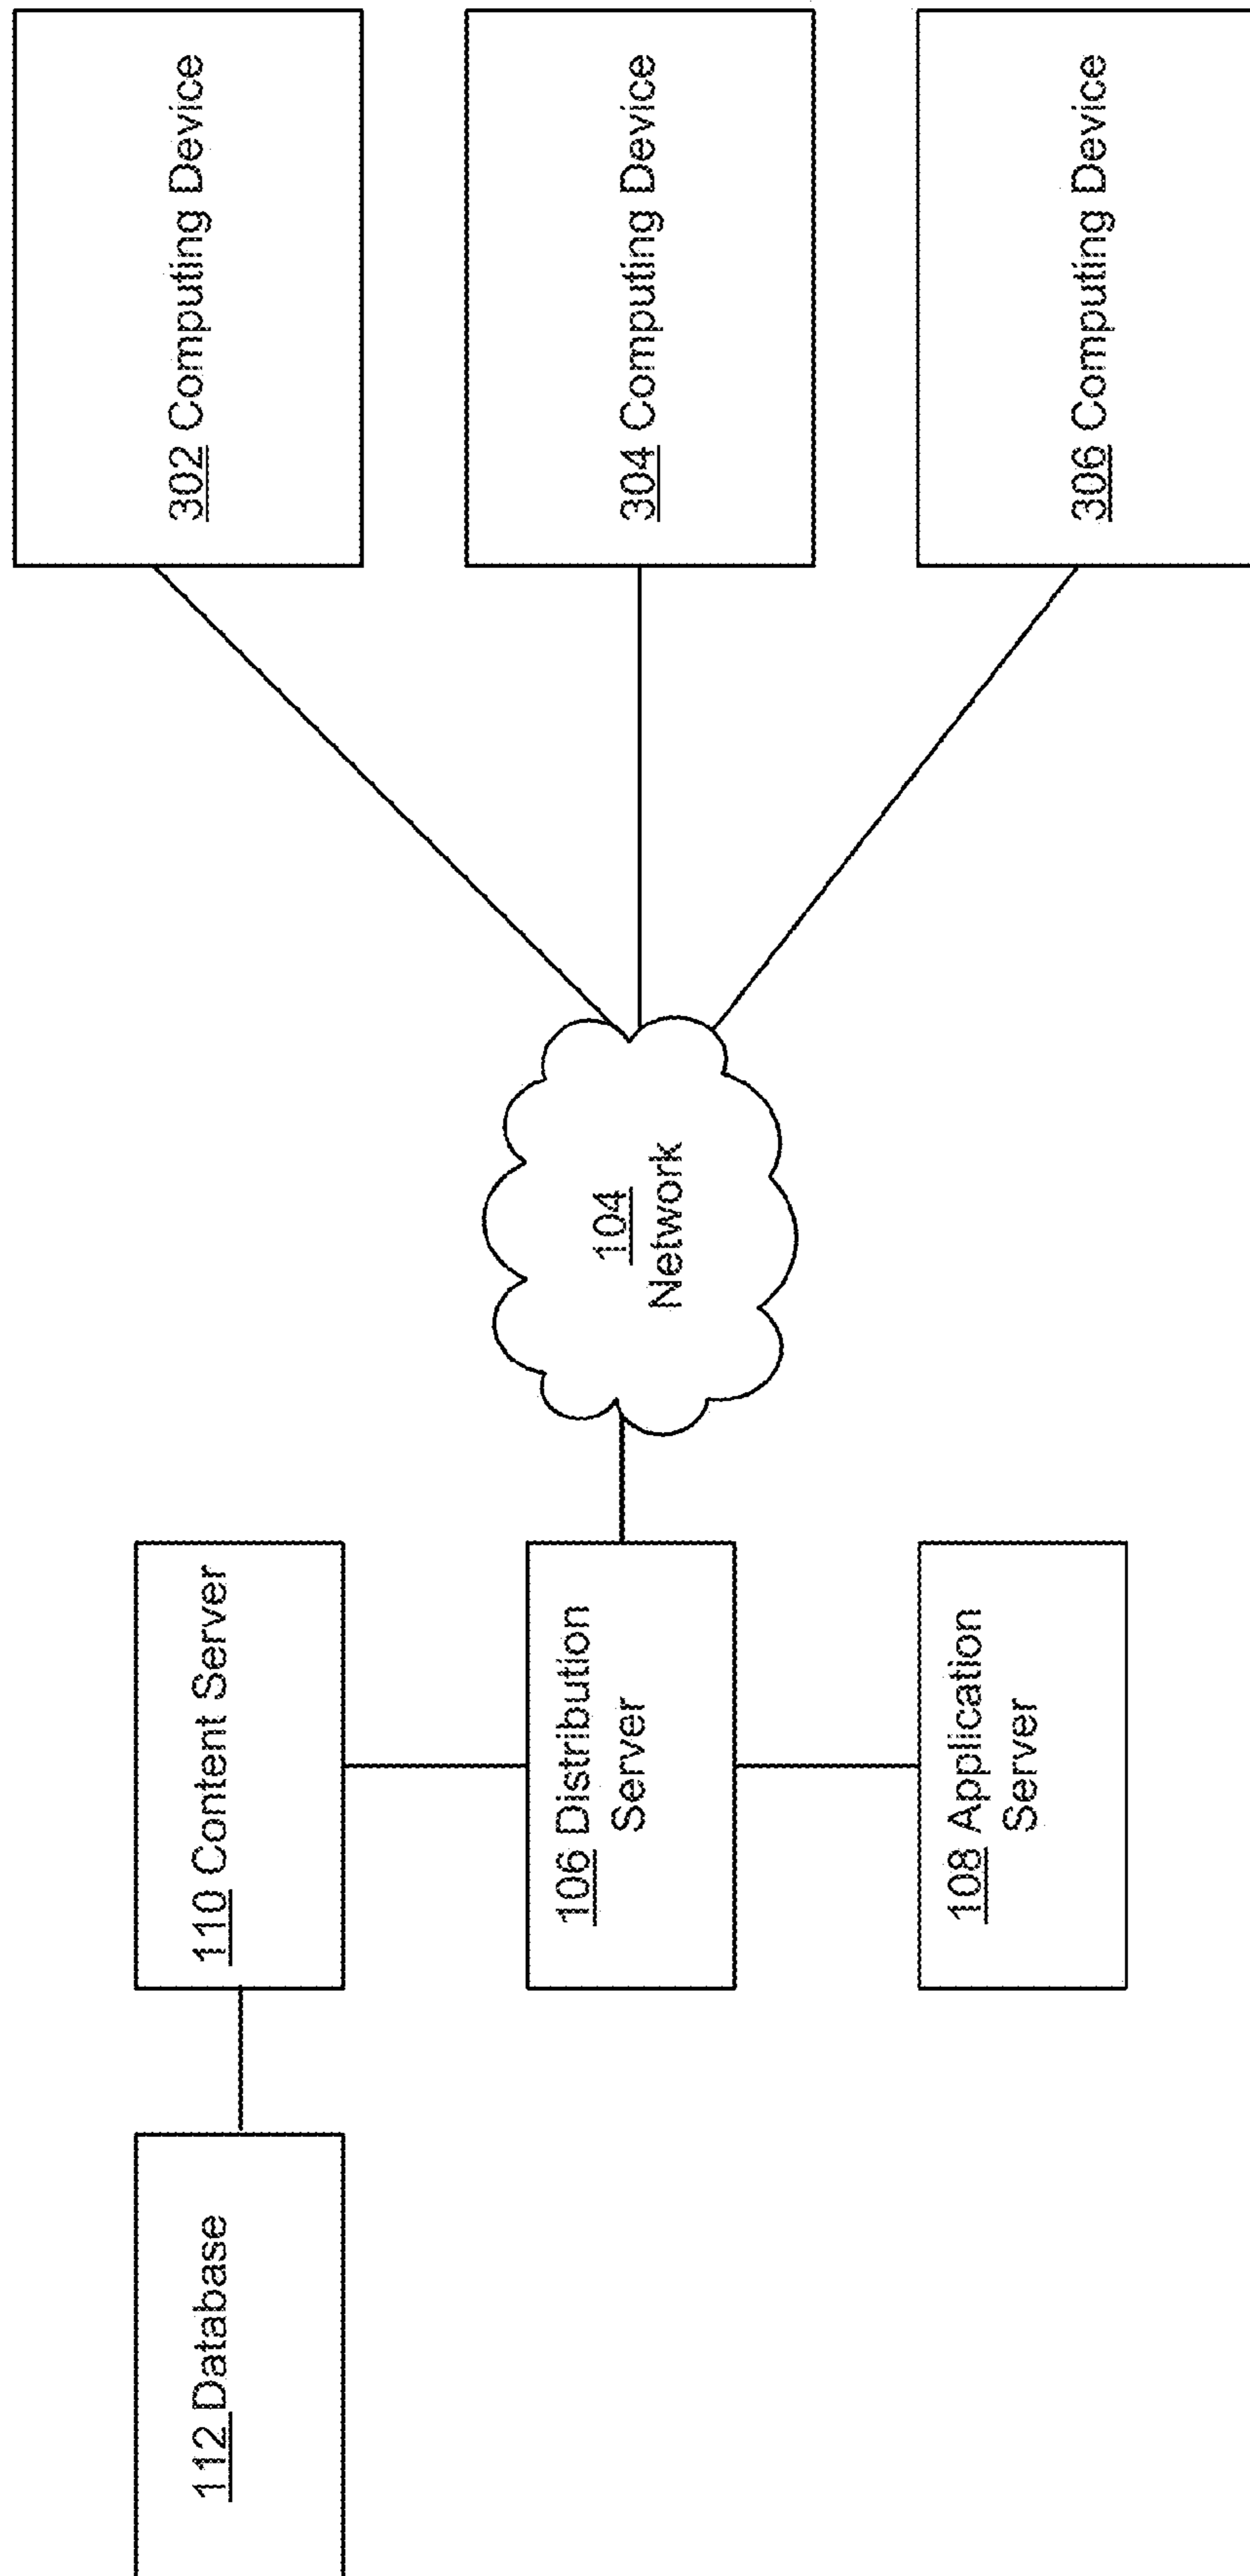 112 Database
110 Content Server
106 Distribution
Server
108 Application
Server
104
Network
302 Computing Device
304 Computing Device
306 Computing Device